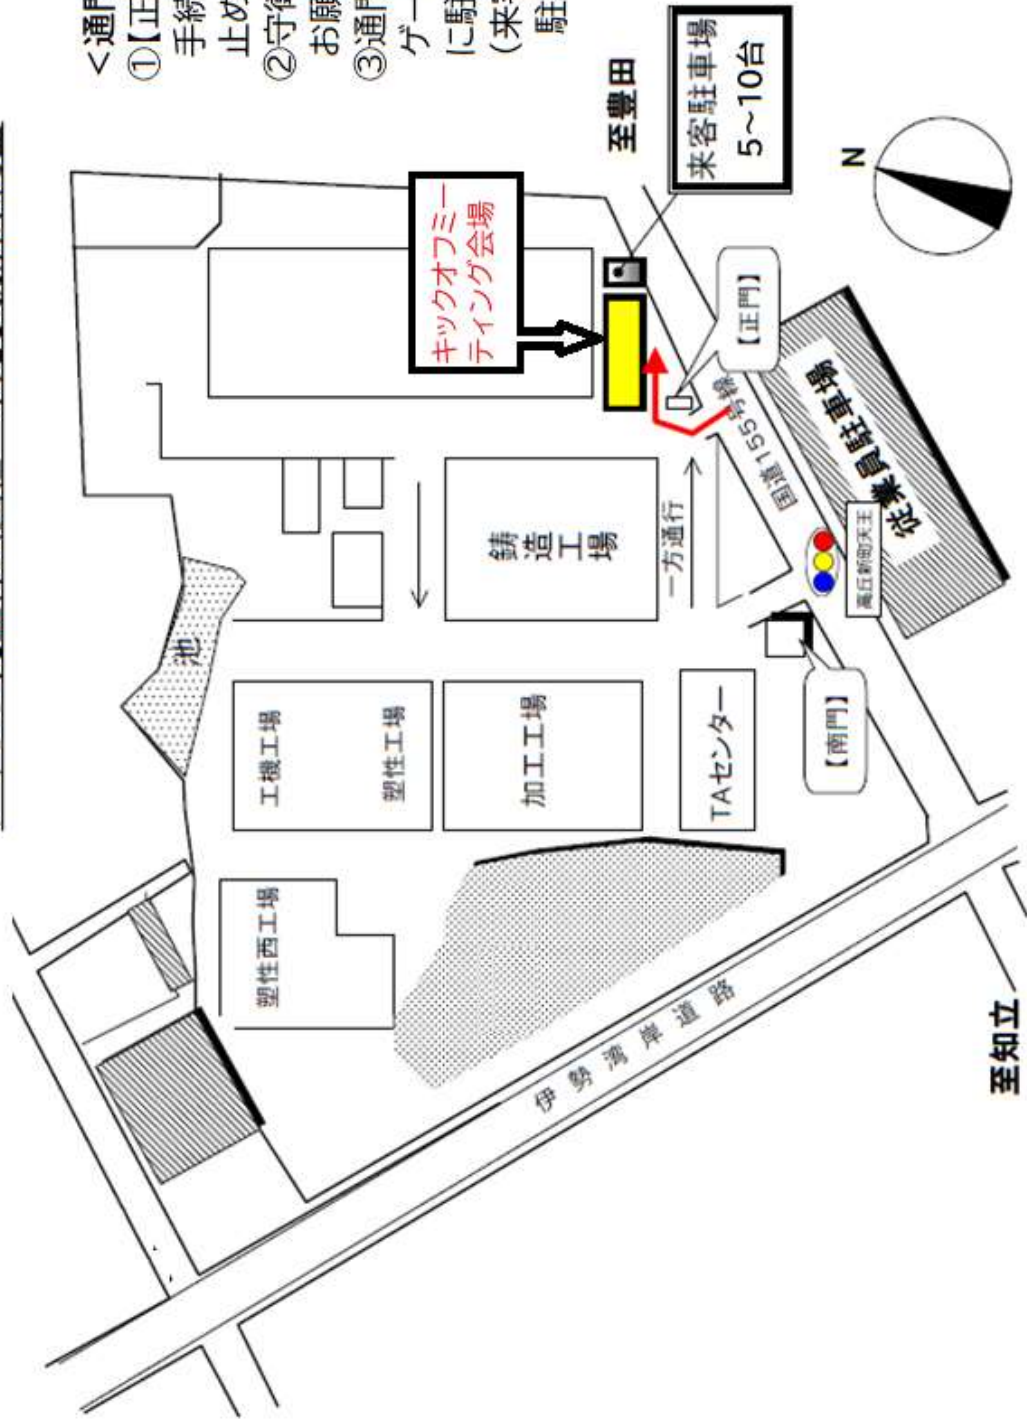 <通門
①【正
手続
止め
②守衛
お願
③通門
ゲー
に駐
(来客
駐
キックオフミー
ティング会場
至豊田
来客駐車場
5～10台
N
【正門】
国道155号線
従業員駐車場
高丘新町天王
一方通行
鋳造工場
池
工機工場
塑性工場
加工工場
TAセンター
【南門】
塑性西工場
伊勢湾岸道路
至知立